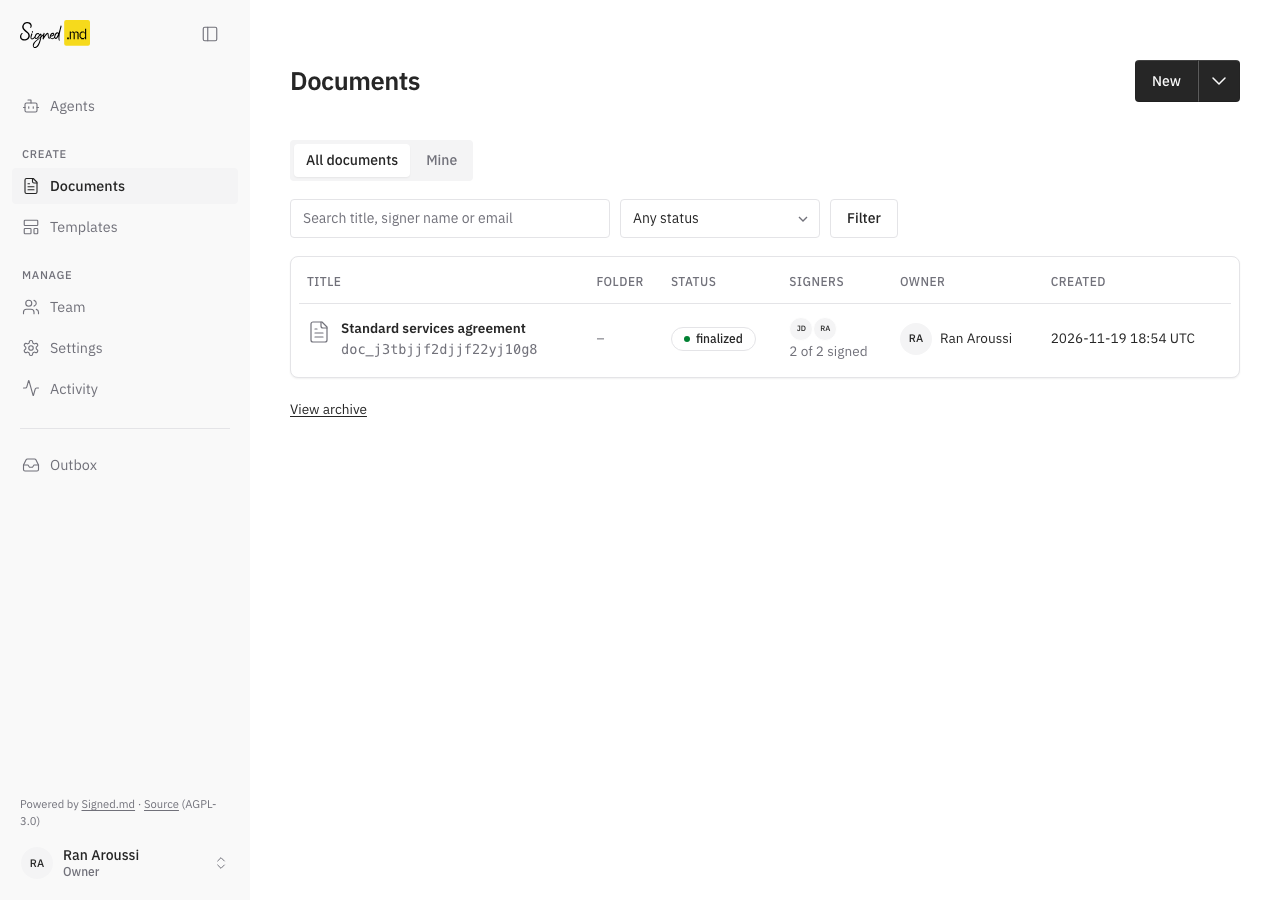 Signed .md
Agents
CREATE
Documents
Templates
MANAGE
Team
Settings
Activity
Outbox
Powered by Signed.md · Source (AGPL-
3.0)
RA Ran Aroussi
Owner
Documents
New
All documents Mine
Search title, signer name or email Any status Filter
TITLE FOLDER STATUS SIGNERS OWNER CREATED
Standard services agreement
doc_j3tbjjf2djjf22yj10g8
–
finalized
JD RA
2 of 2 signed
RA Ran Aroussi
2026-11-19 18:54 UTC
View archive